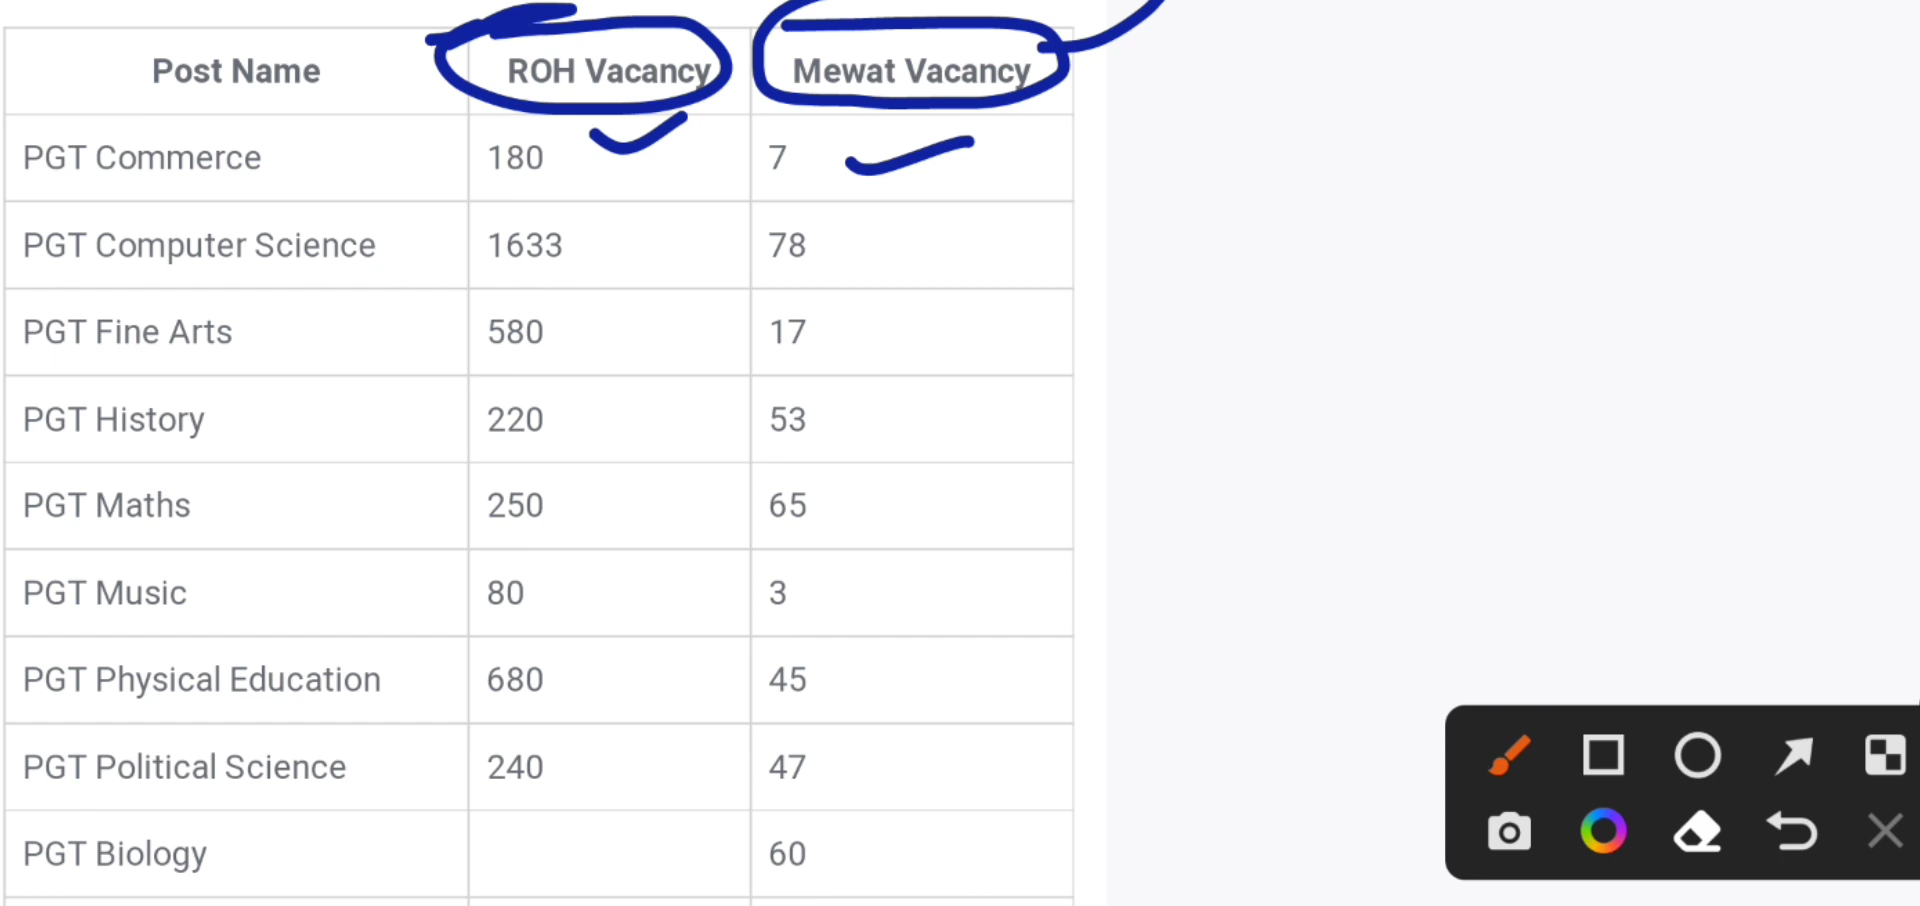 Post Name ROH Vacancy Mewat Vacancy
PGT Commerce 180 7
PGT Computer Science 1633 78
PGT Fine Arts 580 17
PGT History 220 53
PGT Maths 250 65
PGT Music 80 3
PGT Physical Education 680 45
PGT Political Science 240 47
PGT Biology 60